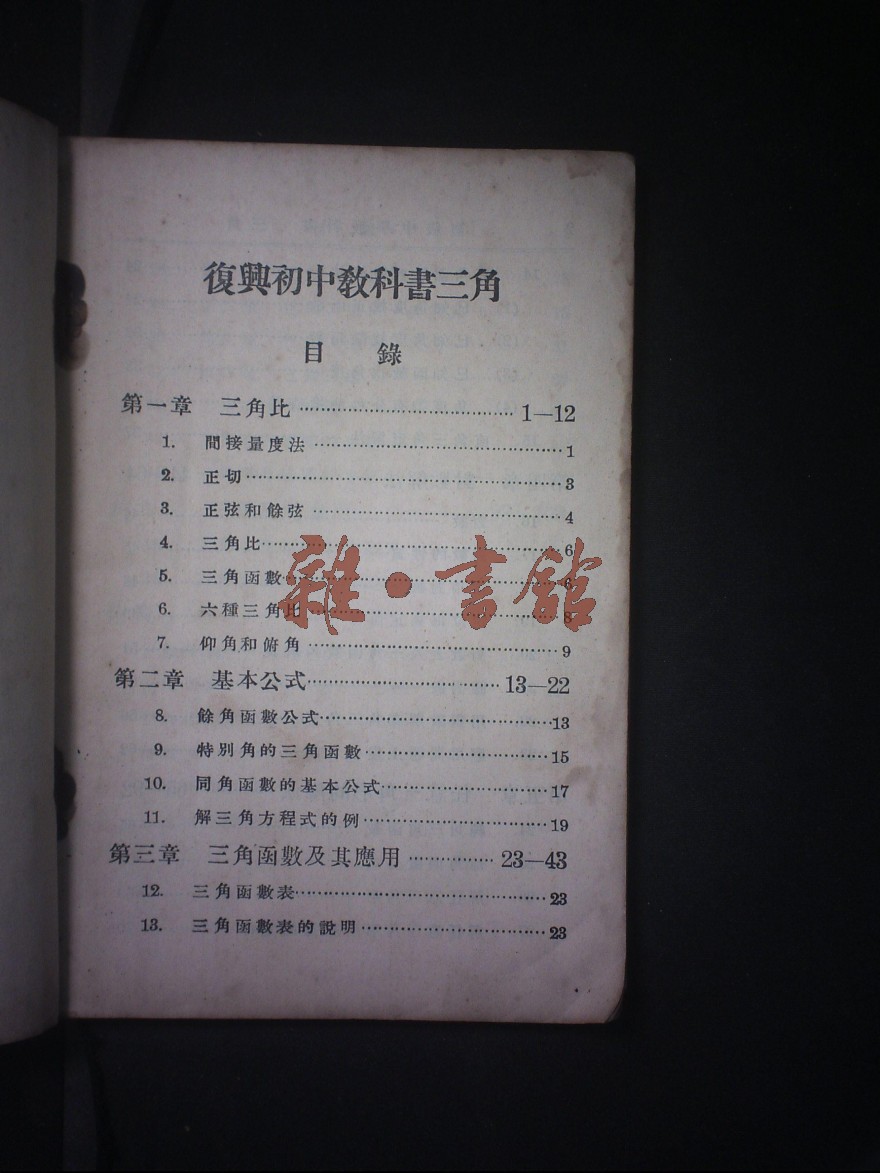 復興初中教科書三角
目錄
第一章 三角比 1—12
1. 間接量度法 1
2. 正切 3
3. 正弦和餘弦 4
4. 三角比 6
5. 三角函數 6
6. 六種三角比 8
7. 仰角和俯角 9
第二章 基本公式 13—22
8. 餘角函數公式 13
9. 特別角的三角函數 15
10. 同角函數的基本公式 17
11. 解三角方程式的例 19
第三章 三角函數及其應用 23—43
12. 三角函數表 23
13. 三角函數表的說明 23
雜·書館